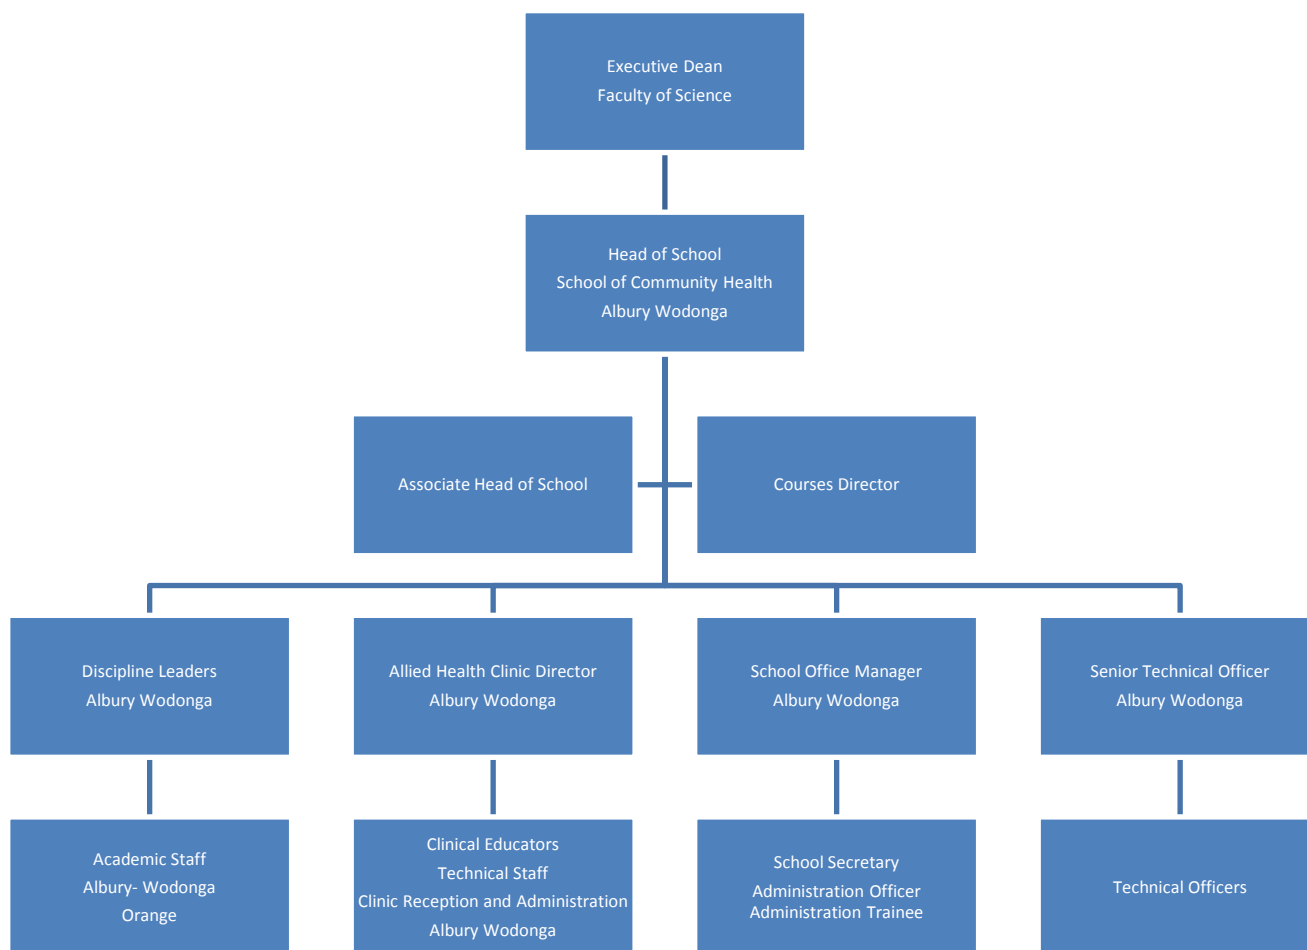 Executive Dean
Faculty of Science
Head of School
School of Community Health
Albury Wodonga
Associate Head of School
Courses Director
Discipline Leaders
Albury Wodonga
Allied Health Clinic Director
Albury Wodonga
School Office Manager
Albury Wodonga
Senior Technical Officer
Albury Wodonga
Academic Staff
Albury- Wodonga
Orange
Clinical Educators
Technical Staff
Clinic Reception and Administration
Albury Wodonga
School Secretary
Administration Officer
Administration Trainee
Technical Officers